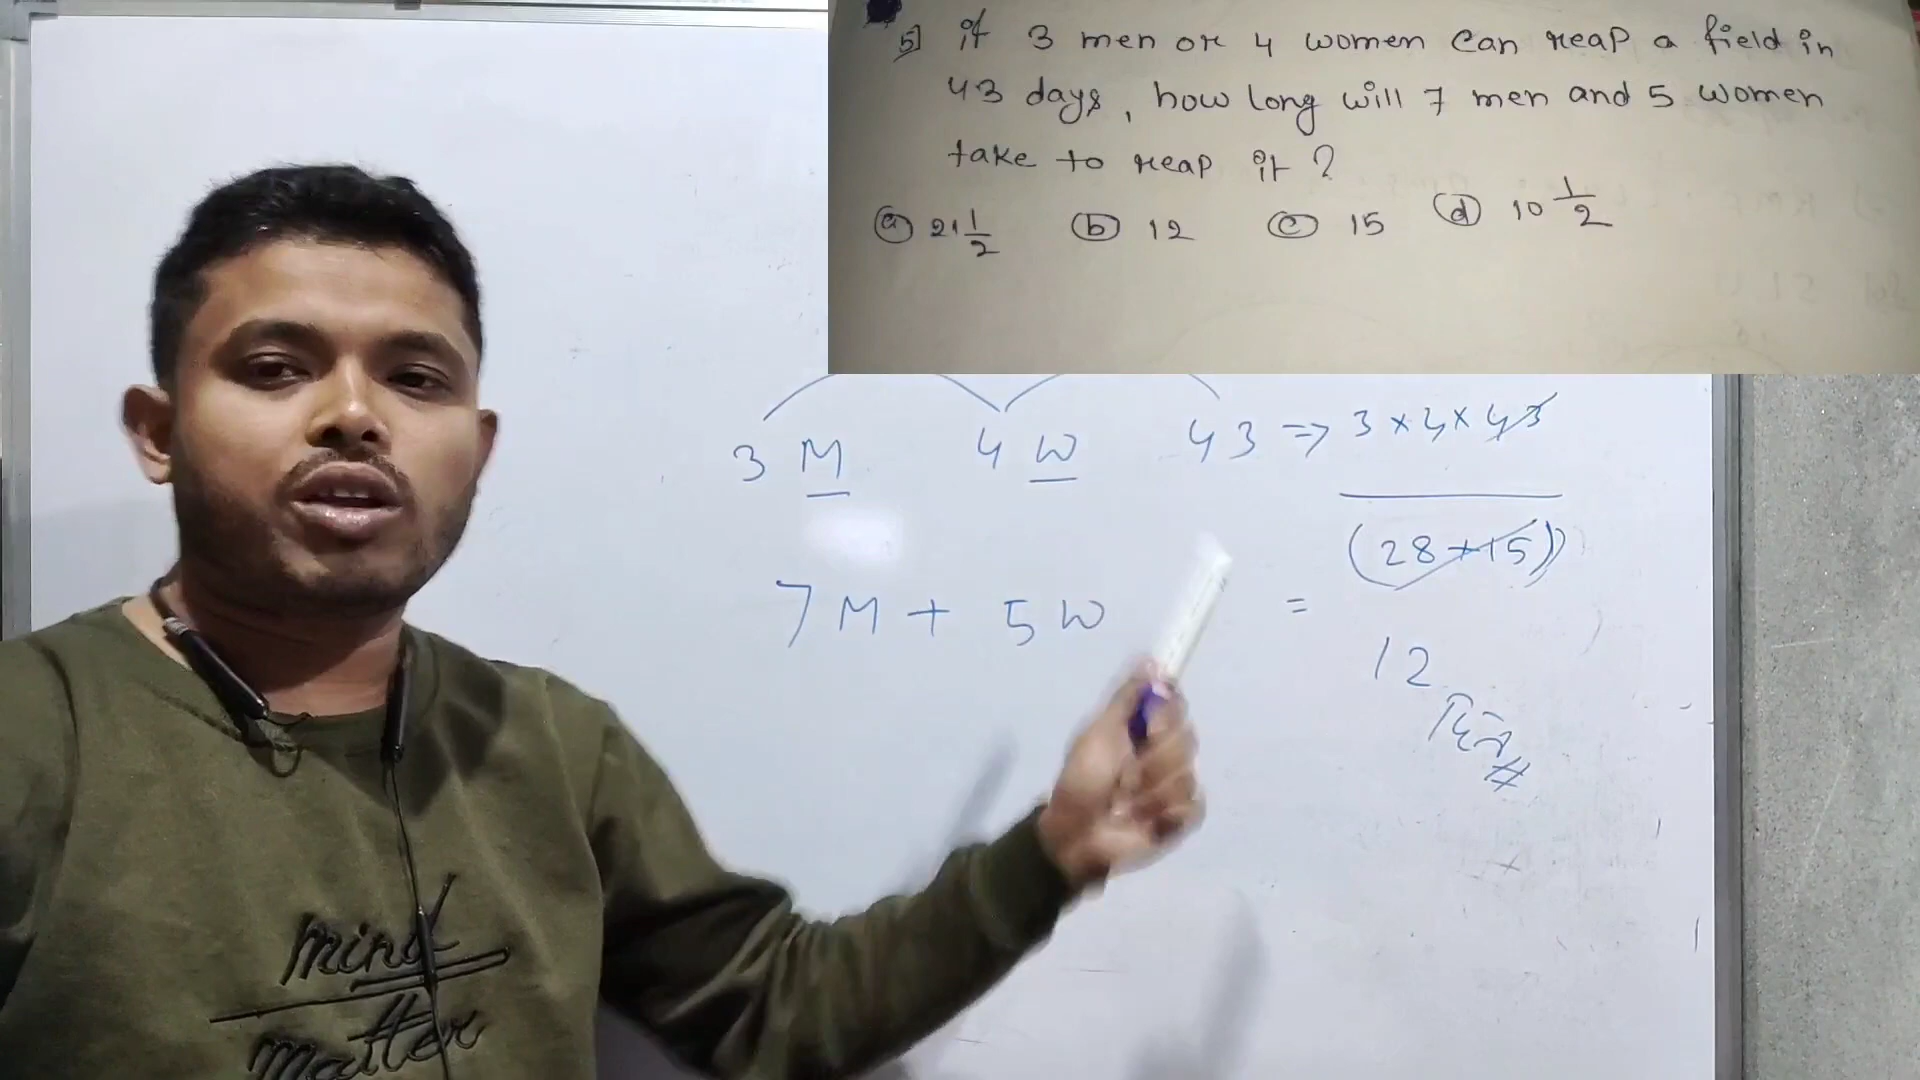 5] if 3 men or 4 women can reap a field in
43 days, how long will 7 men and 5 women
take to reap it ?
(a) 21 1/2 (b) 12 (c) 15 (d) 10 1/2
3 M 4 W 43 => 3 x 4 x 43
(28+15)
7 M + 5 W =
12
mind
matter